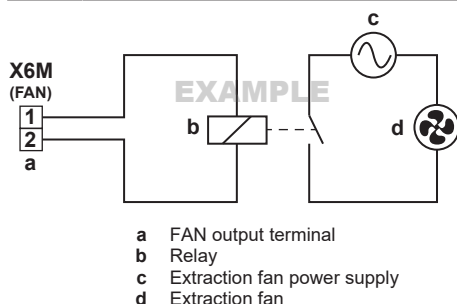 c
X6M
(FAN)
EXAMPLE
1
2
a
b
d
a FAN output terminal
b Relay
c Extraction fan power supply
d Extraction fan